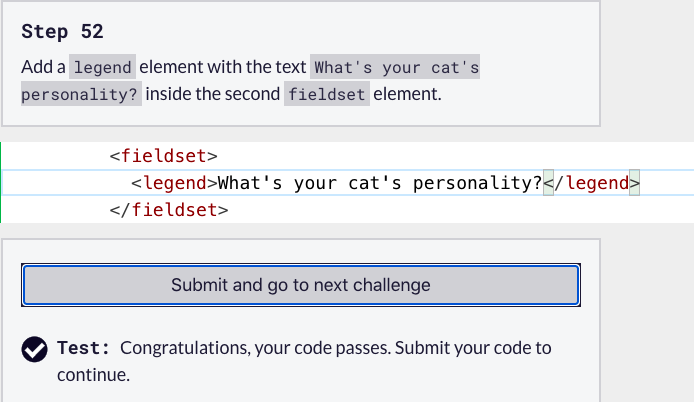 Step 52
Add a legend element with the text What's your cat's
personality? inside the second fieldset element.
<fieldset>
<legend>What's your cat's personality?</legend>
</fieldset>
Submit and go to next challenge
Test: Congratulations, your code passes. Submit your code to
continue.